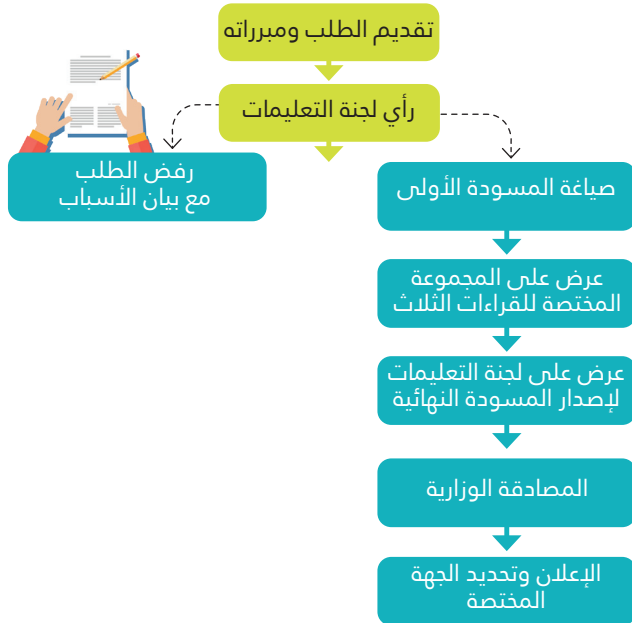 تقديم الطلب ومبرراته
رأي لجنة التعليمات
رفض الطلب
مع بيان الأسباب
صياغة المسودة الأولى
عرض على المجموعة
المختصة للقراءات الثلاث
عرض على لجنة التعليمات
لإصدار المسودة النهائية
المصادقة الوزارية
الإعلان وتحديد الجهة
المختصة